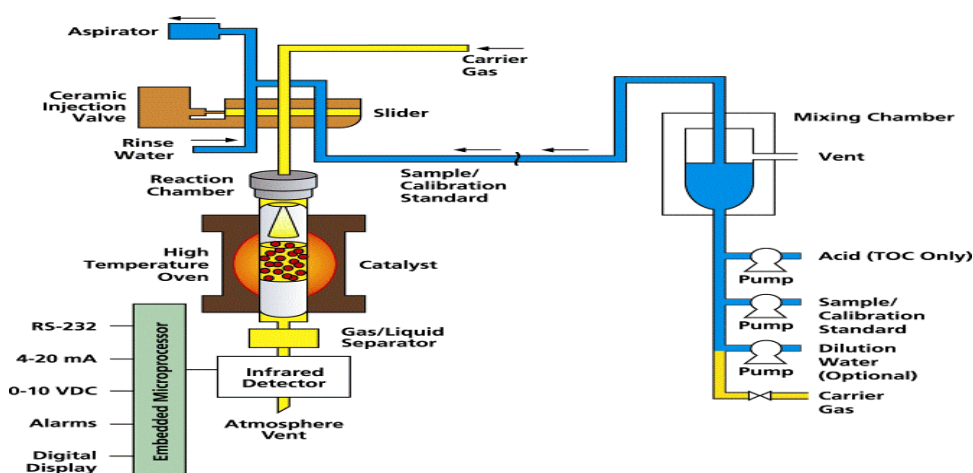 Aspirator
Carrier
Gas
Ceramic
Injection
Valve
Slider
Mixing Chamber
Rinse
Water
Vent
Reaction
Chamber
Sample/
Calibration
Standard
High
Temperature
Oven
Catalyst
Acid (TOC Only)
Pump
Sample/
Calibration
Standard
Pump
Dilution
Water
(Optional)
Pump
Carrier
Gas
Gas/Liquid
Separator
Infrared
Detector
Atmosphere
Vent
Embedded Microprocessor
RS-232
4-20 mA
0-10 VDC
Alarms
Digital
Display